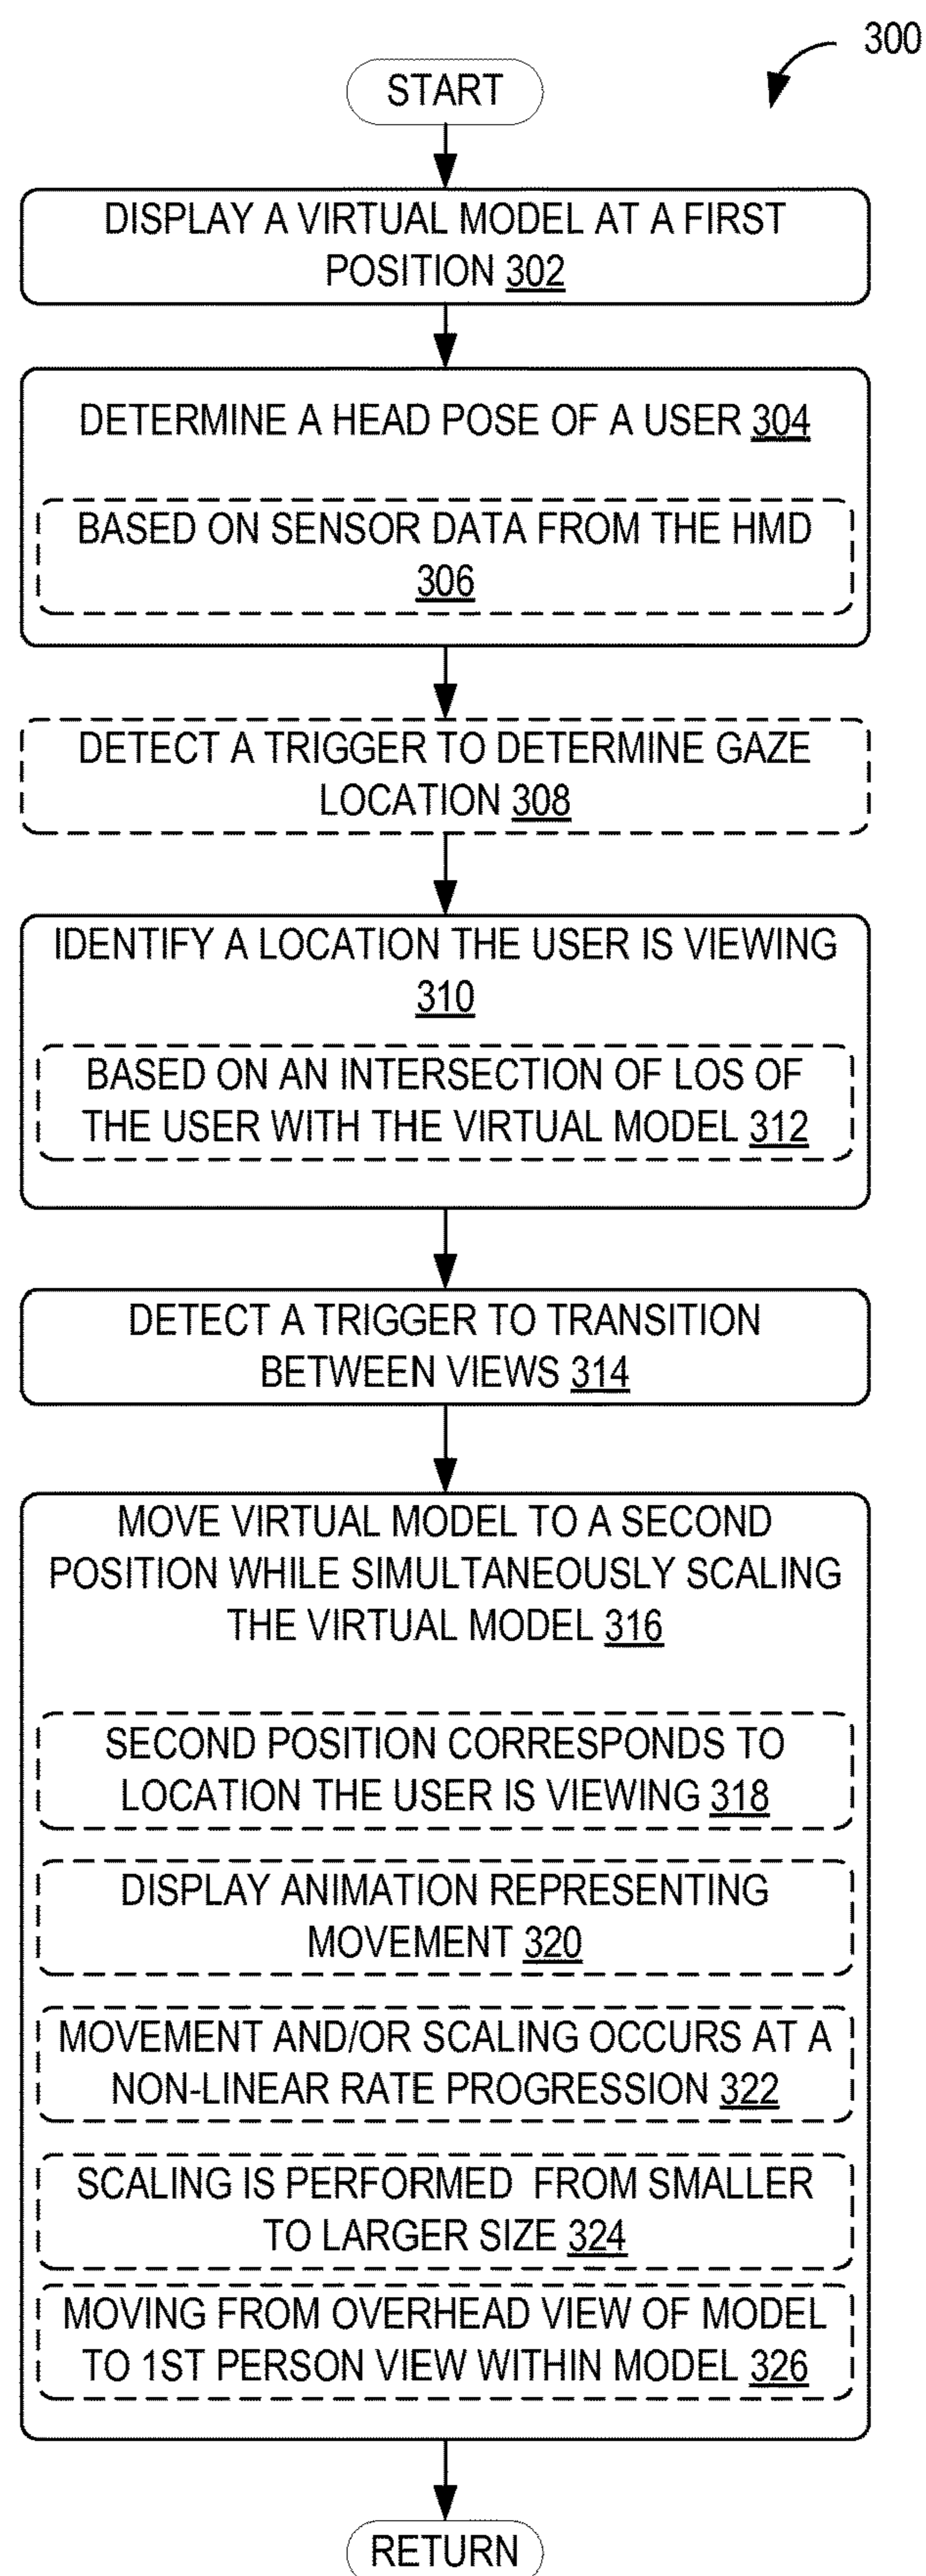 300
START
DISPLAY A VIRTUAL MODEL AT A FIRST
POSITION 302
DETERMINE A HEAD POSE OF A USER 304
BASED ON SENSOR DATA FROM THE HMD
306
DETECT A TRIGGER TO DETERMINE GAZE
LOCATION 308
IDENTIFY A LOCATION THE USER IS VIEWING
310
BASED ON AN INTERSECTION OF LOS OF
THE USER WITH THE VIRTUAL MODEL 312
DETECT A TRIGGER TO TRANSITION
BETWEEN VIEWS 314
MOVE VIRTUAL MODEL TO A SECOND
POSITION WHILE SIMULTANEOUSLY SCALING
THE VIRTUAL MODEL 316
SECOND POSITION CORRESPONDS TO
LOCATION THE USER IS VIEWING 318
DISPLAY ANIMATION REPRESENTING
MOVEMENT 320
MOVEMENT AND/OR SCALING OCCURS AT A
NON-LINEAR RATE PROGRESSION 322
SCALING IS PERFORMED FROM SMALLER
TO LARGER SIZE 324
MOVING FROM OVERHEAD VIEW OF MODEL
TO 1ST PERSON VIEW WITHIN MODEL 326
RETURN